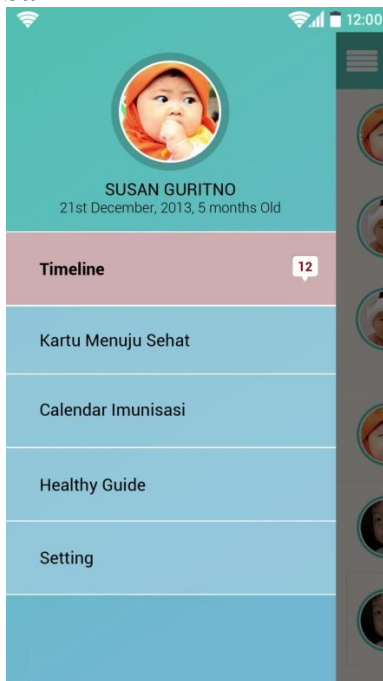 12:00
SUSAN GURITNO
21st December, 2013, 5 months Old
Timeline
12
Kartu Menuju Sehat
Calendar Imunisasi
Healthy Guide
Setting